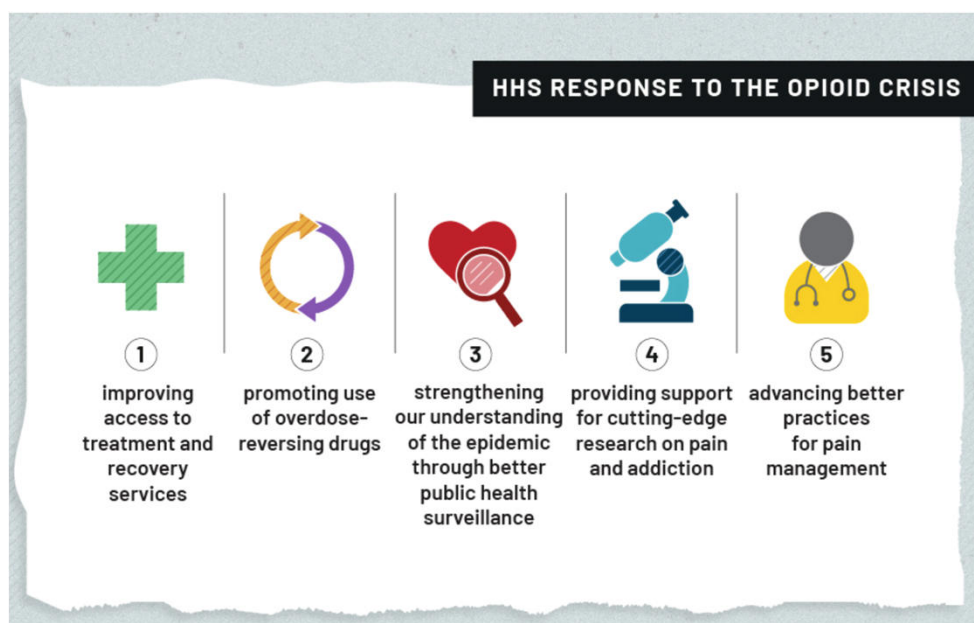 HHS RESPONSE TO THE OPIOID CRISIS
1
improving
access to
treatment and
recovery
services
2
promoting use
of overdose-
reversing drugs
3
strengthening
our understanding
of the epidemic
through better
public health
surveillance
4
providing support
for cutting-edge
research on pain
and addiction
5
advancing better
practices
for pain
management